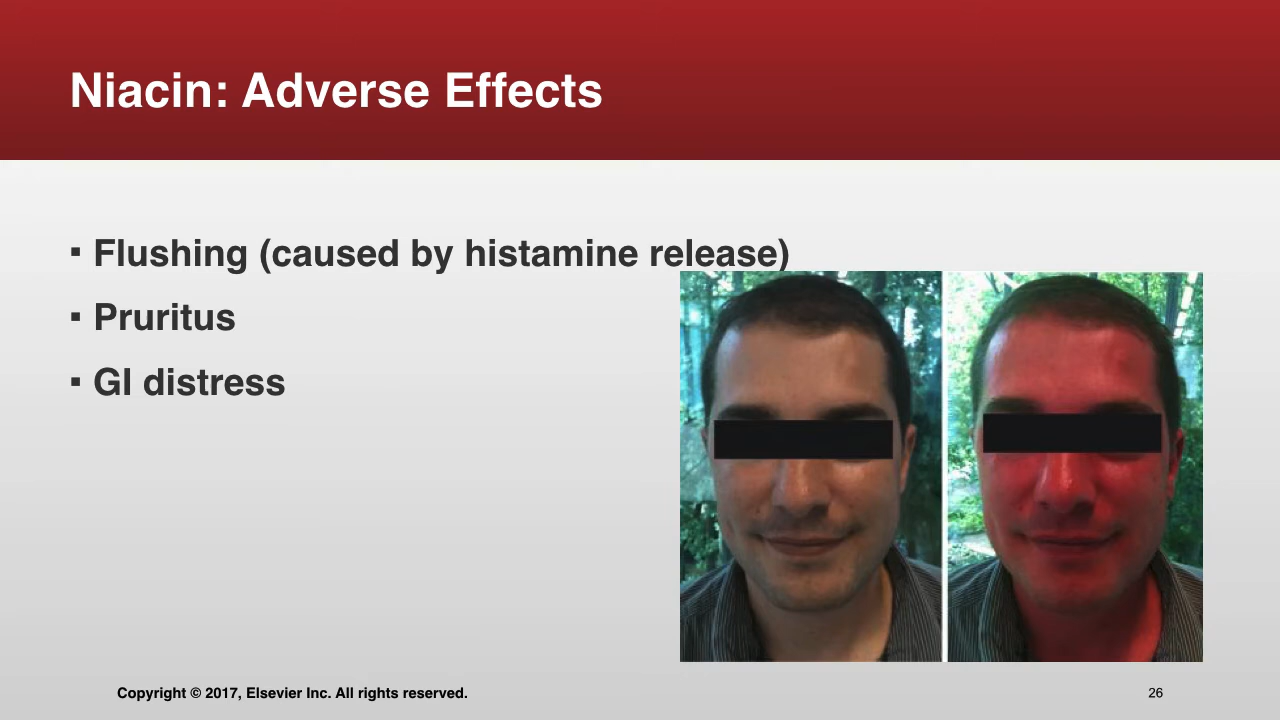 Niacin: Adverse Effects
▪ Flushing (caused by histamine release)
▪ Pruritus
▪ GI distress
Copyright © 2017, Elsevier Inc. All rights reserved.
26